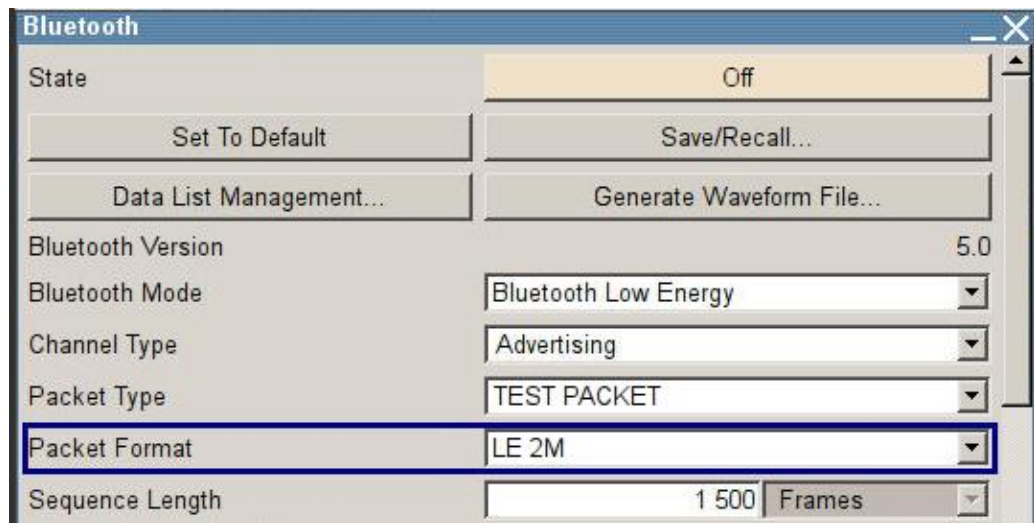 Bluetooth
State Off
Set To Default Save/Recall...
Data List Management... Generate Waveform File...
Bluetooth Version 5.0
Bluetooth Mode Bluetooth Low Energy
Channel Type Advertising
Packet Type TEST PACKET
Packet Format LE 2M
Sequence Length 1 500 Frames